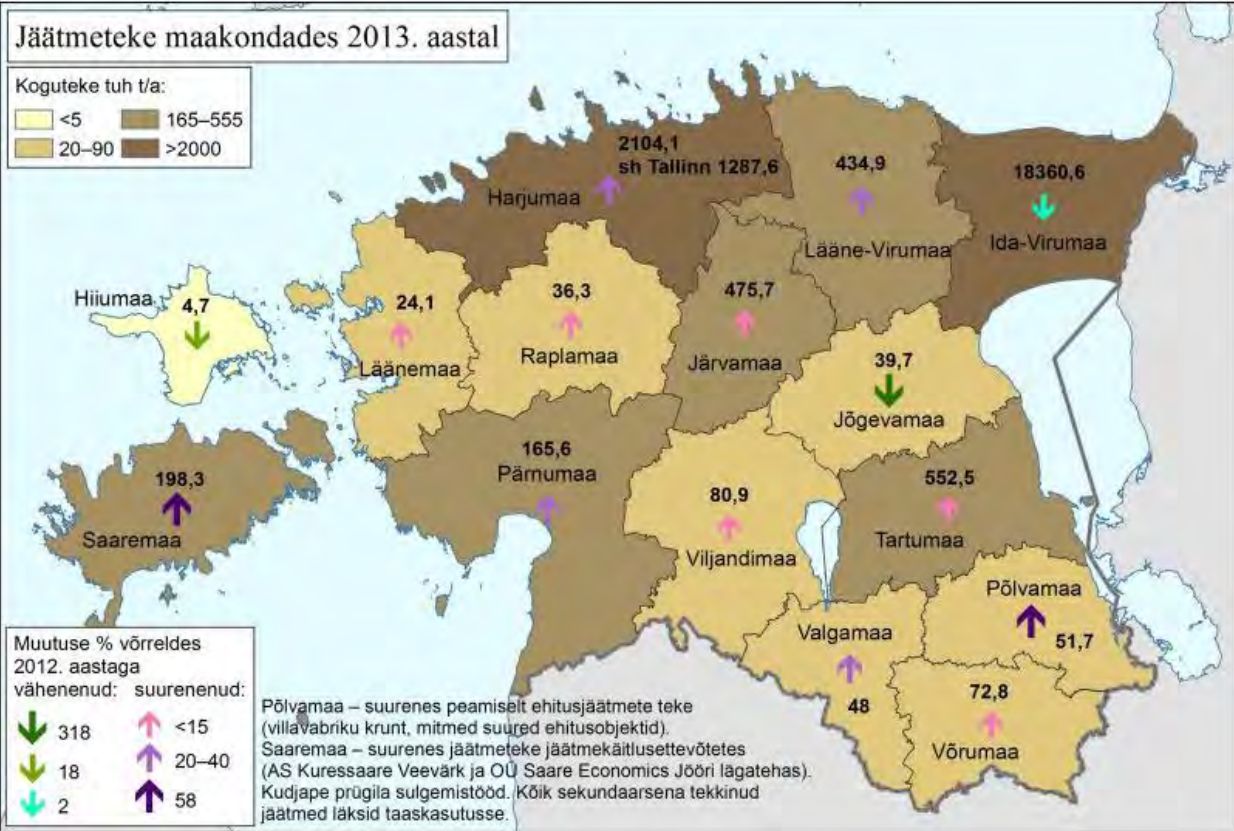 Jäätmeteke maakondades 2013. aastal
Koguteke tuh t/a:
<5 165–555
20–90 >2000
2104,1
sh Tallinn 1287,6
Harjumaa
434,9
Lääne-Virumaa
18360,6
Ida-Virumaa
Hiiumaa
4,7
24,1
Läänemaa
36,3
Raplamaa
475,7
Järvamaa
39,7
Jõgevamaa
198,3
Saaremaa
165,6
Pärnumaa
80,9
Viljandimaa
552,5
Tartumaa
Põlvamaa
51,7
Valgamaa
48
72,8
Võrumaa
Muutuse % võrreldes
2012. aastaga
vähenenud: suurenenud:
318 <15
18 20–40
2 58
Põlvamaa – suurenes peamiselt ehitusjäätmete teke
(villavabriku krunt, mitmed suured ehitusobjektid).
Saaremaa – suurenes jäätmeteke jäätmekäitlusettevõtetes
(AS Kuressaare Veevärk ja OÜ Saare Economics Jööri lägatehas).
Kudjape prügila sulgemistööd. Kõik sekundaarsena tekkinud
jäätmed läksid taaskasutusse.